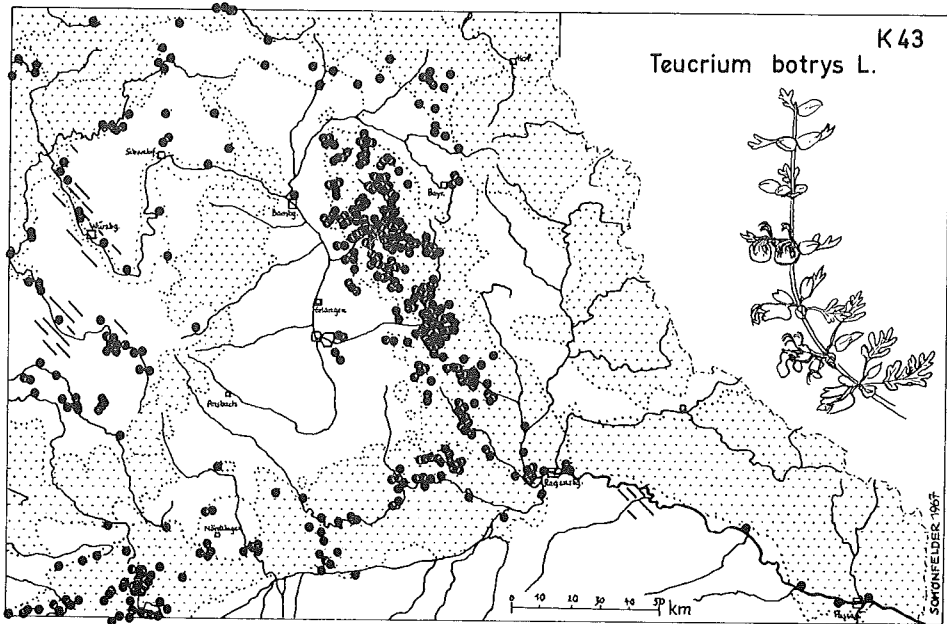 K 43
Teucrium botrys L.
Hof
Schweinf.
Bayr.
Bambg.
Würzbg.
Erlangen
Ansbach
Regensbg.
Nördlingen
0 10 20 30 40 50 km
Passau
SCHÖNFELDER 1967